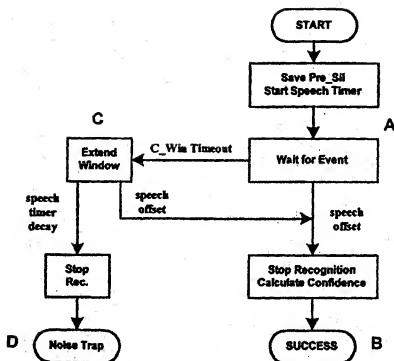 START
Save Pre_Sil
Start Speech Timer
A
C
C_Win Timeout
Extend
Window
Wait for Event
speech
timer
decay
speech
offset
speech
offset
Stop
Rec.
Stop Recognition
Calculate Confidence
D
Noise Trap
SUCCESS
B